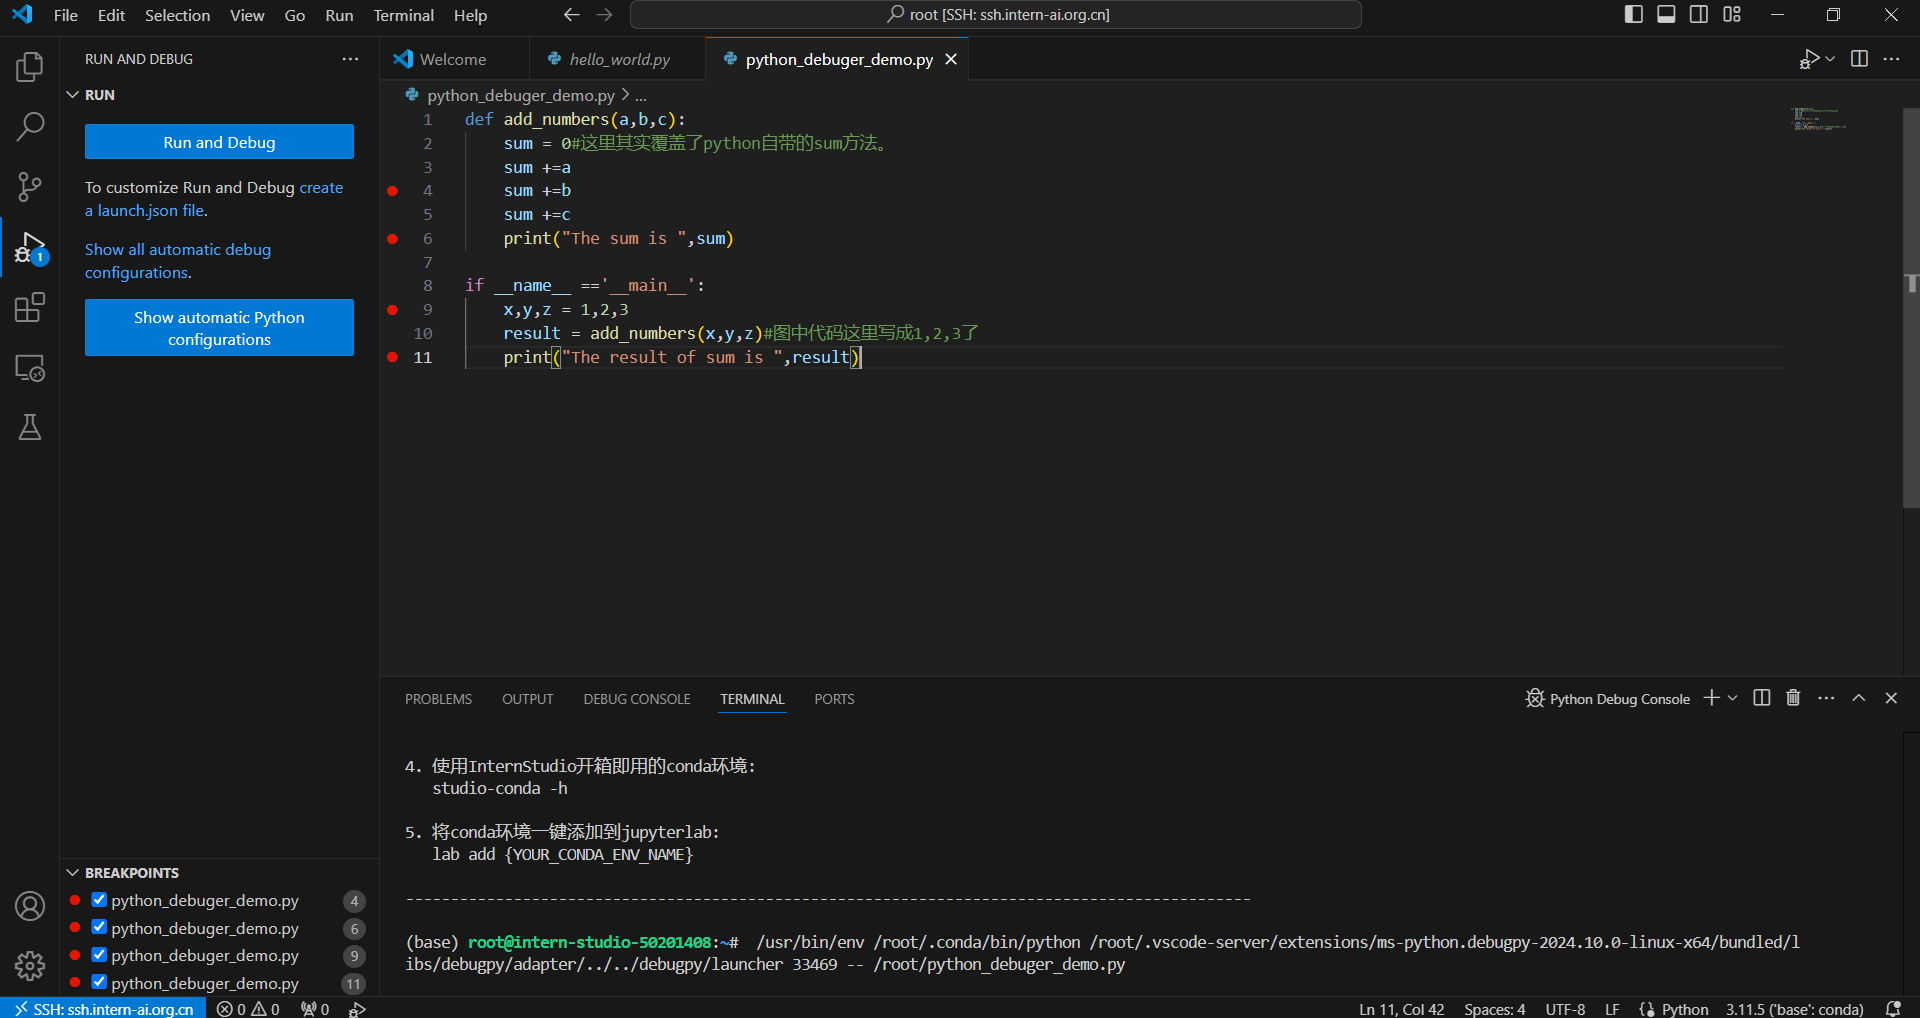 File Edit Selection View Go Run Terminal Help
root [SSH: ssh.intern-ai.org.cn]
RUN AND DEBUG
RUN
Run and Debug
To customize Run and Debug create
a launch.json file.
Show all automatic debug
configurations.
Show automatic Python
configurations
1
BREAKPOINTS
python_debuger_demo.py 4
python_debuger_demo.py 6
python_debuger_demo.py 9
python_debuger_demo.py 11
Welcome hello_world.py python_debuger_demo.py
python_debuger_demo.py > ...
1 def add_numbers(a,b,c):
2     sum = 0#这里其实覆盖了python自带的sum方法。
3     sum +=a
4     sum +=b
5     sum +=c
6     print("The sum is ",sum)
7
8 if __name__ =='__main__':
9     x,y,z = 1,2,3
10     result = add_numbers(x,y,z)#图中代码这里写成1,2,3了
11     print("The result of sum is ",result)
PROBLEMS OUTPUT DEBUG CONSOLE TERMINAL PORTS
Python Debug Console
4. 使用InternStudio开箱即用的conda环境:
studio-conda -h
5. 将conda环境一键添加到jupyterlab:
lab add {YOUR_CONDA_ENV_NAME}
----------------------------------------------------------------------------------------------
(base) root@intern-studio-50201408:~#  /usr/bin/env /root/.conda/bin/python /root/.vscode-server/extensions/ms-python.debugpy-2024.10.0-linux-x64/bundled/l
ibs/debugpy/adapter/../../debugpy/launcher 33469 -- /root/python_debuger_demo.py
SSH: ssh.intern-ai.org.cn 0 0 0 Ln 11, Col 42 Spaces: 4 UTF-8 LF Python 3.11.5 ('base': conda)